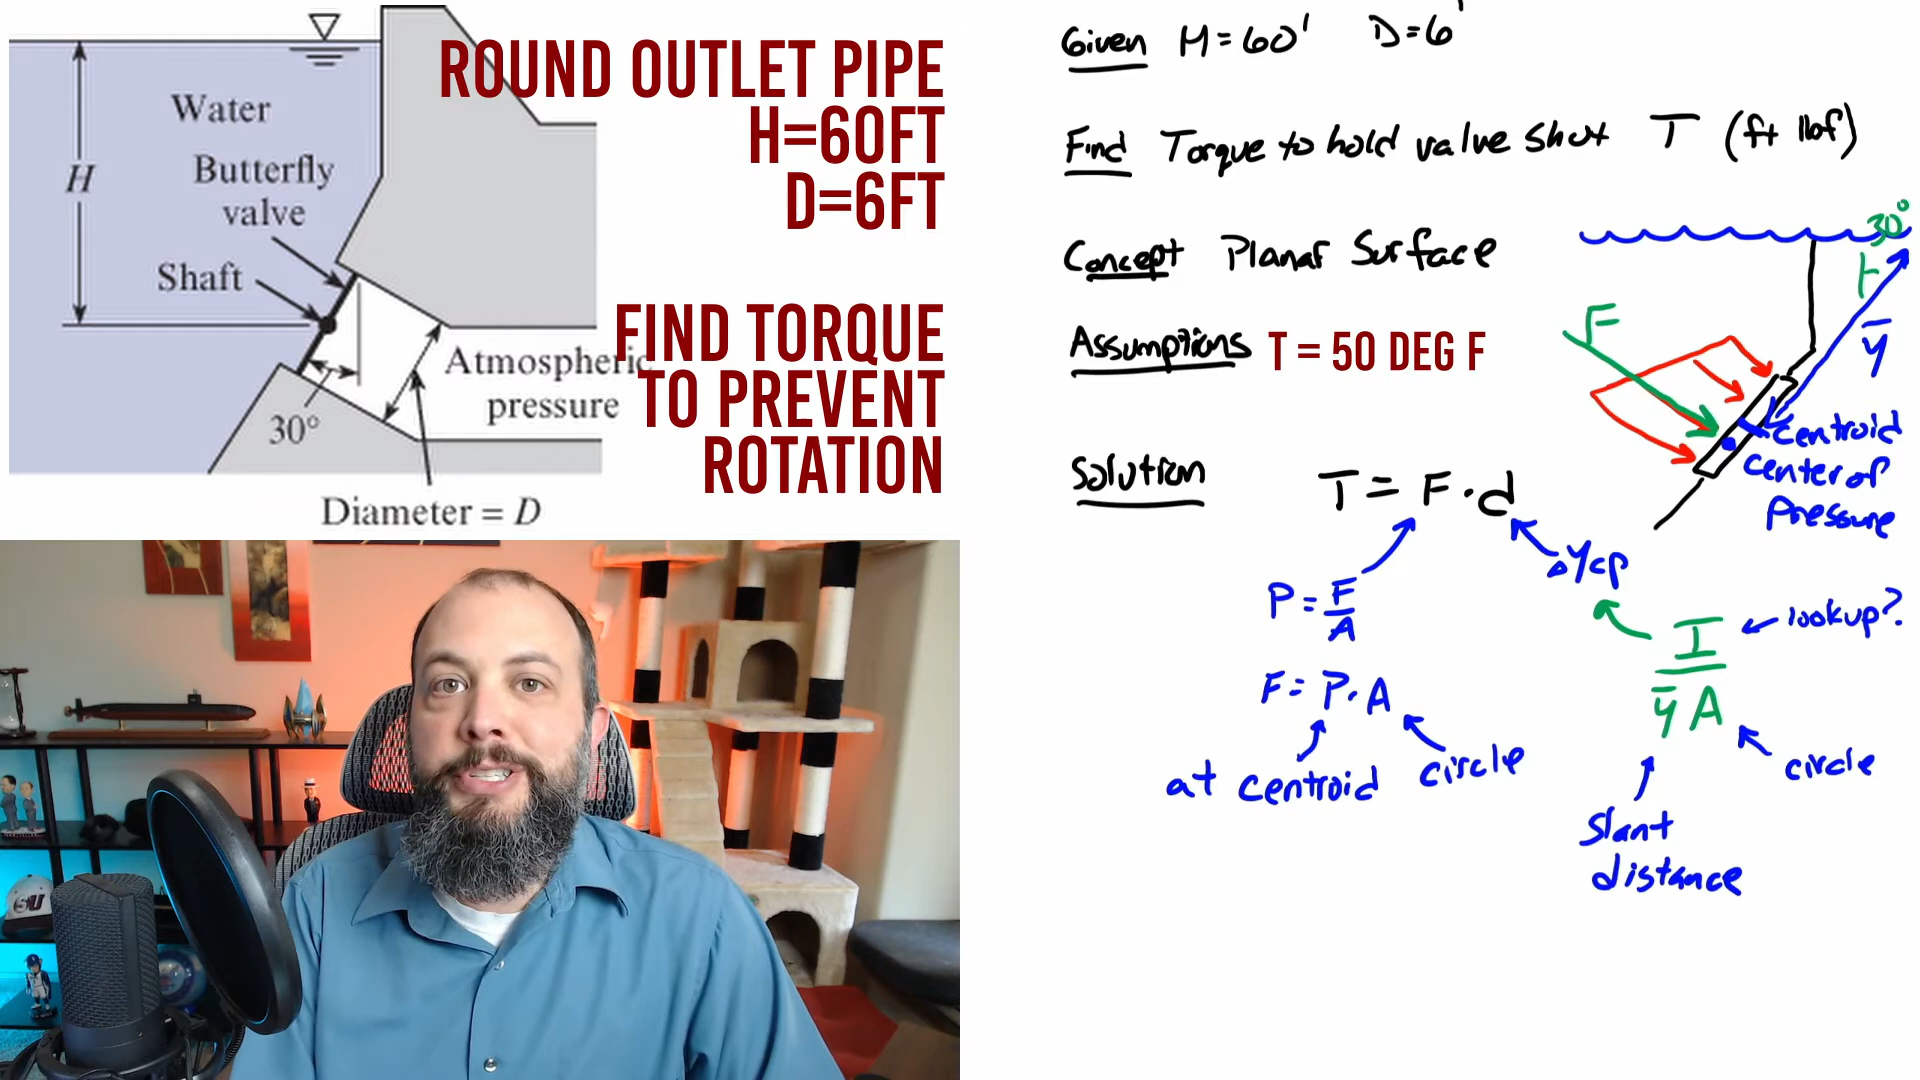 H
Water
Butterfly
valve
Shaft
30°
Atmospheric
pressure
Diameter = D
ROUND OUTLET PIPE
H=60FT
D=6FT
FIND TORQUE
TO PREVENT
ROTATION
SU
Given H=60' D=6'
Find Torque to hold valve shut T (ft lbf)
Concept Planar Surface
Assumptions T = 50 DEG F
30°
F
ȳ
centroid
center of
Pressure
Solution T = F · d
ΔYcp
P = F/A
F = P · A
at centroid
circle
I
ȳ A
lookup?
circle
slant
distance